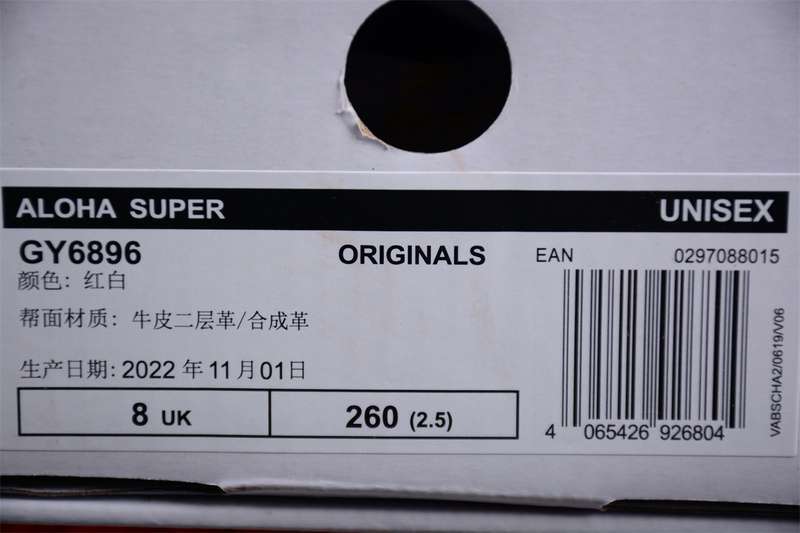 ALOHA SUPER UNISEX
GY6896 ORIGINALS EAN 0297088015
颜色：红白
帮面材质：牛皮二层革/合成革
生产日期：2022 年 11 月 01 日
8 UK 260 (2.5)
4 065426 926804
VABSCHA2/0619/V06